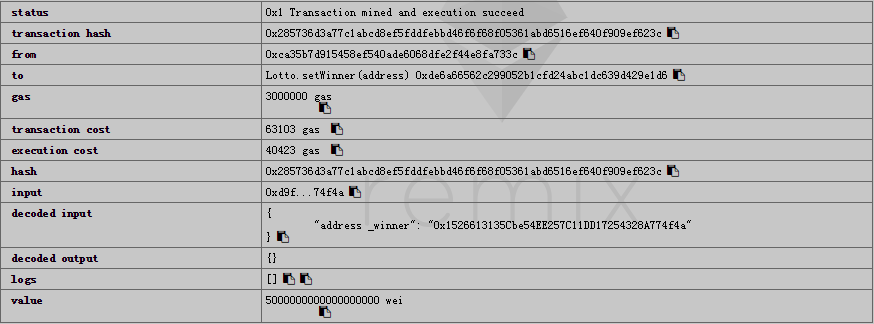 status 0x1 Transaction mined and execution succeed
transaction hash 0x285736d3a77c1abcd8ef5fddfebbd46f6f68f05361abd6516ef640f909ef623c
from 0xca35b7d915458ef540ade6068dfe2f44e8fa733c
to Lotto.setWinner(address) 0xde6a66562c299052b1cfd24abc1dc639d429e1d6
gas 3000000 gas
transaction cost 63103 gas
execution cost 40423 gas
hash 0x285736d3a77c1abcd8ef5fddfebbd46f6f68f05361abd6516ef640f909ef623c
input 0xd9f...74f4a
decoded input {
"address _winner": "0x1526613135Cbe54EE257C11DD17254328A774f4a"
}
decoded output {}
logs []
value 5000000000000000000 wei
remix